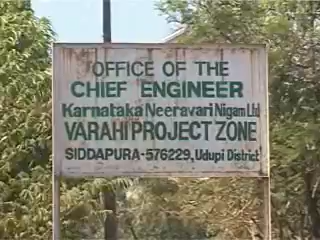 OFFICE OF THE
CHIEF ENGINEER
Karnataka Neeravari Nigam Ltd
VARAHI PROJECT ZONE
SIDDAPURA-576229, Udupi District